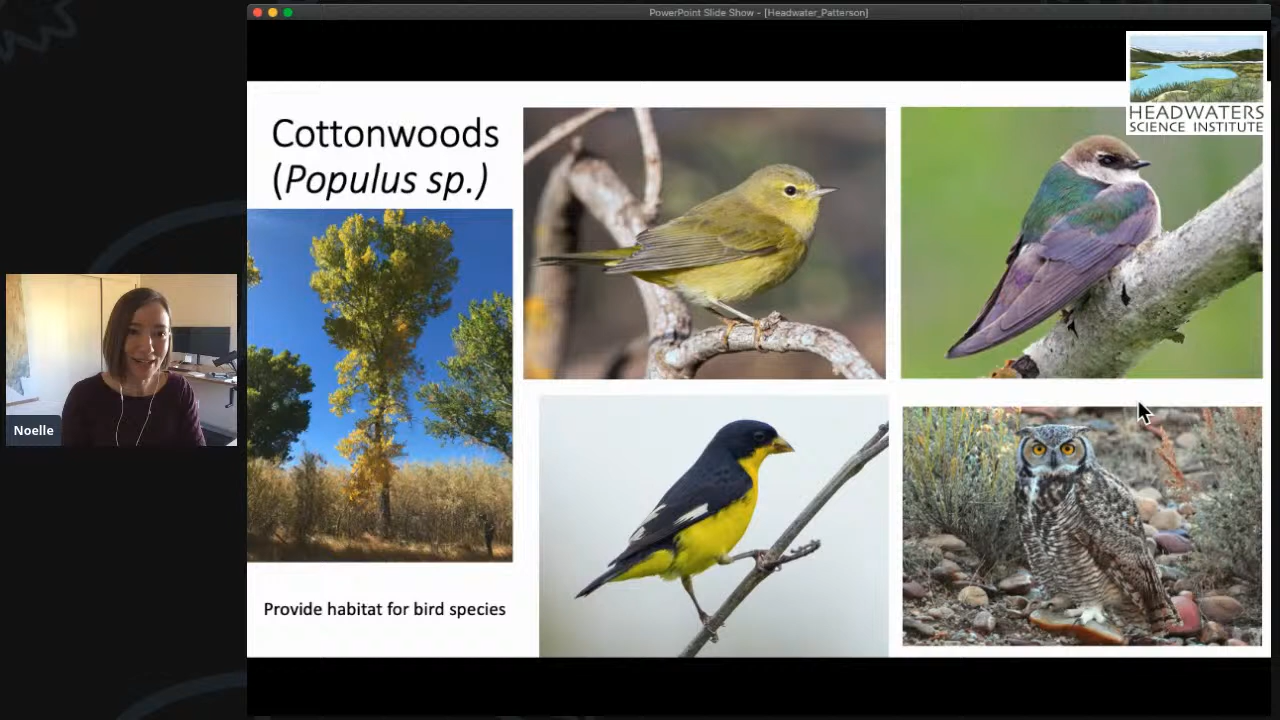 PowerPoint Slide Show - [Headwater_Patterson]
HEADWATERS
SCIENCE INSTITUTE
Cottonwoods
(Populus sp.)
Noelle
Provide habitat for bird species